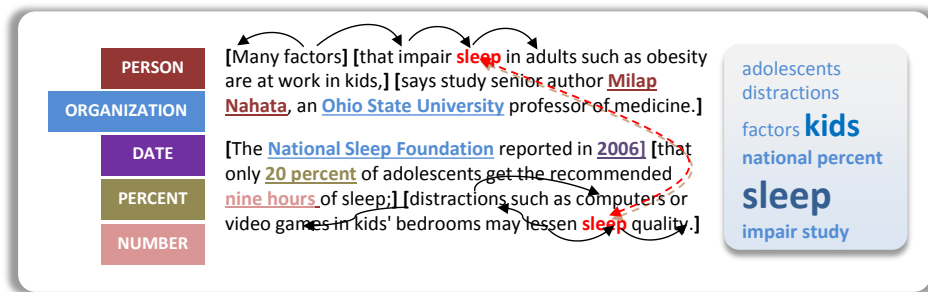 PERSON
ORGANIZATION
DATE
PERCENT
NUMBER
[Many factors] [that impair sleep in adults such as obesity
are at work in kids,] [says study senior author Milap
Nahata, an Ohio State University professor of medicine.]
[The National Sleep Foundation reported in 2006] [that
only 20 percent of adolescents get the recommended
nine hours of sleep;] [distractions such as computers or
video games in kids' bedrooms may lessen sleep quality.]
adolescents
distractions
factors kids
national percent
sleep
impair study